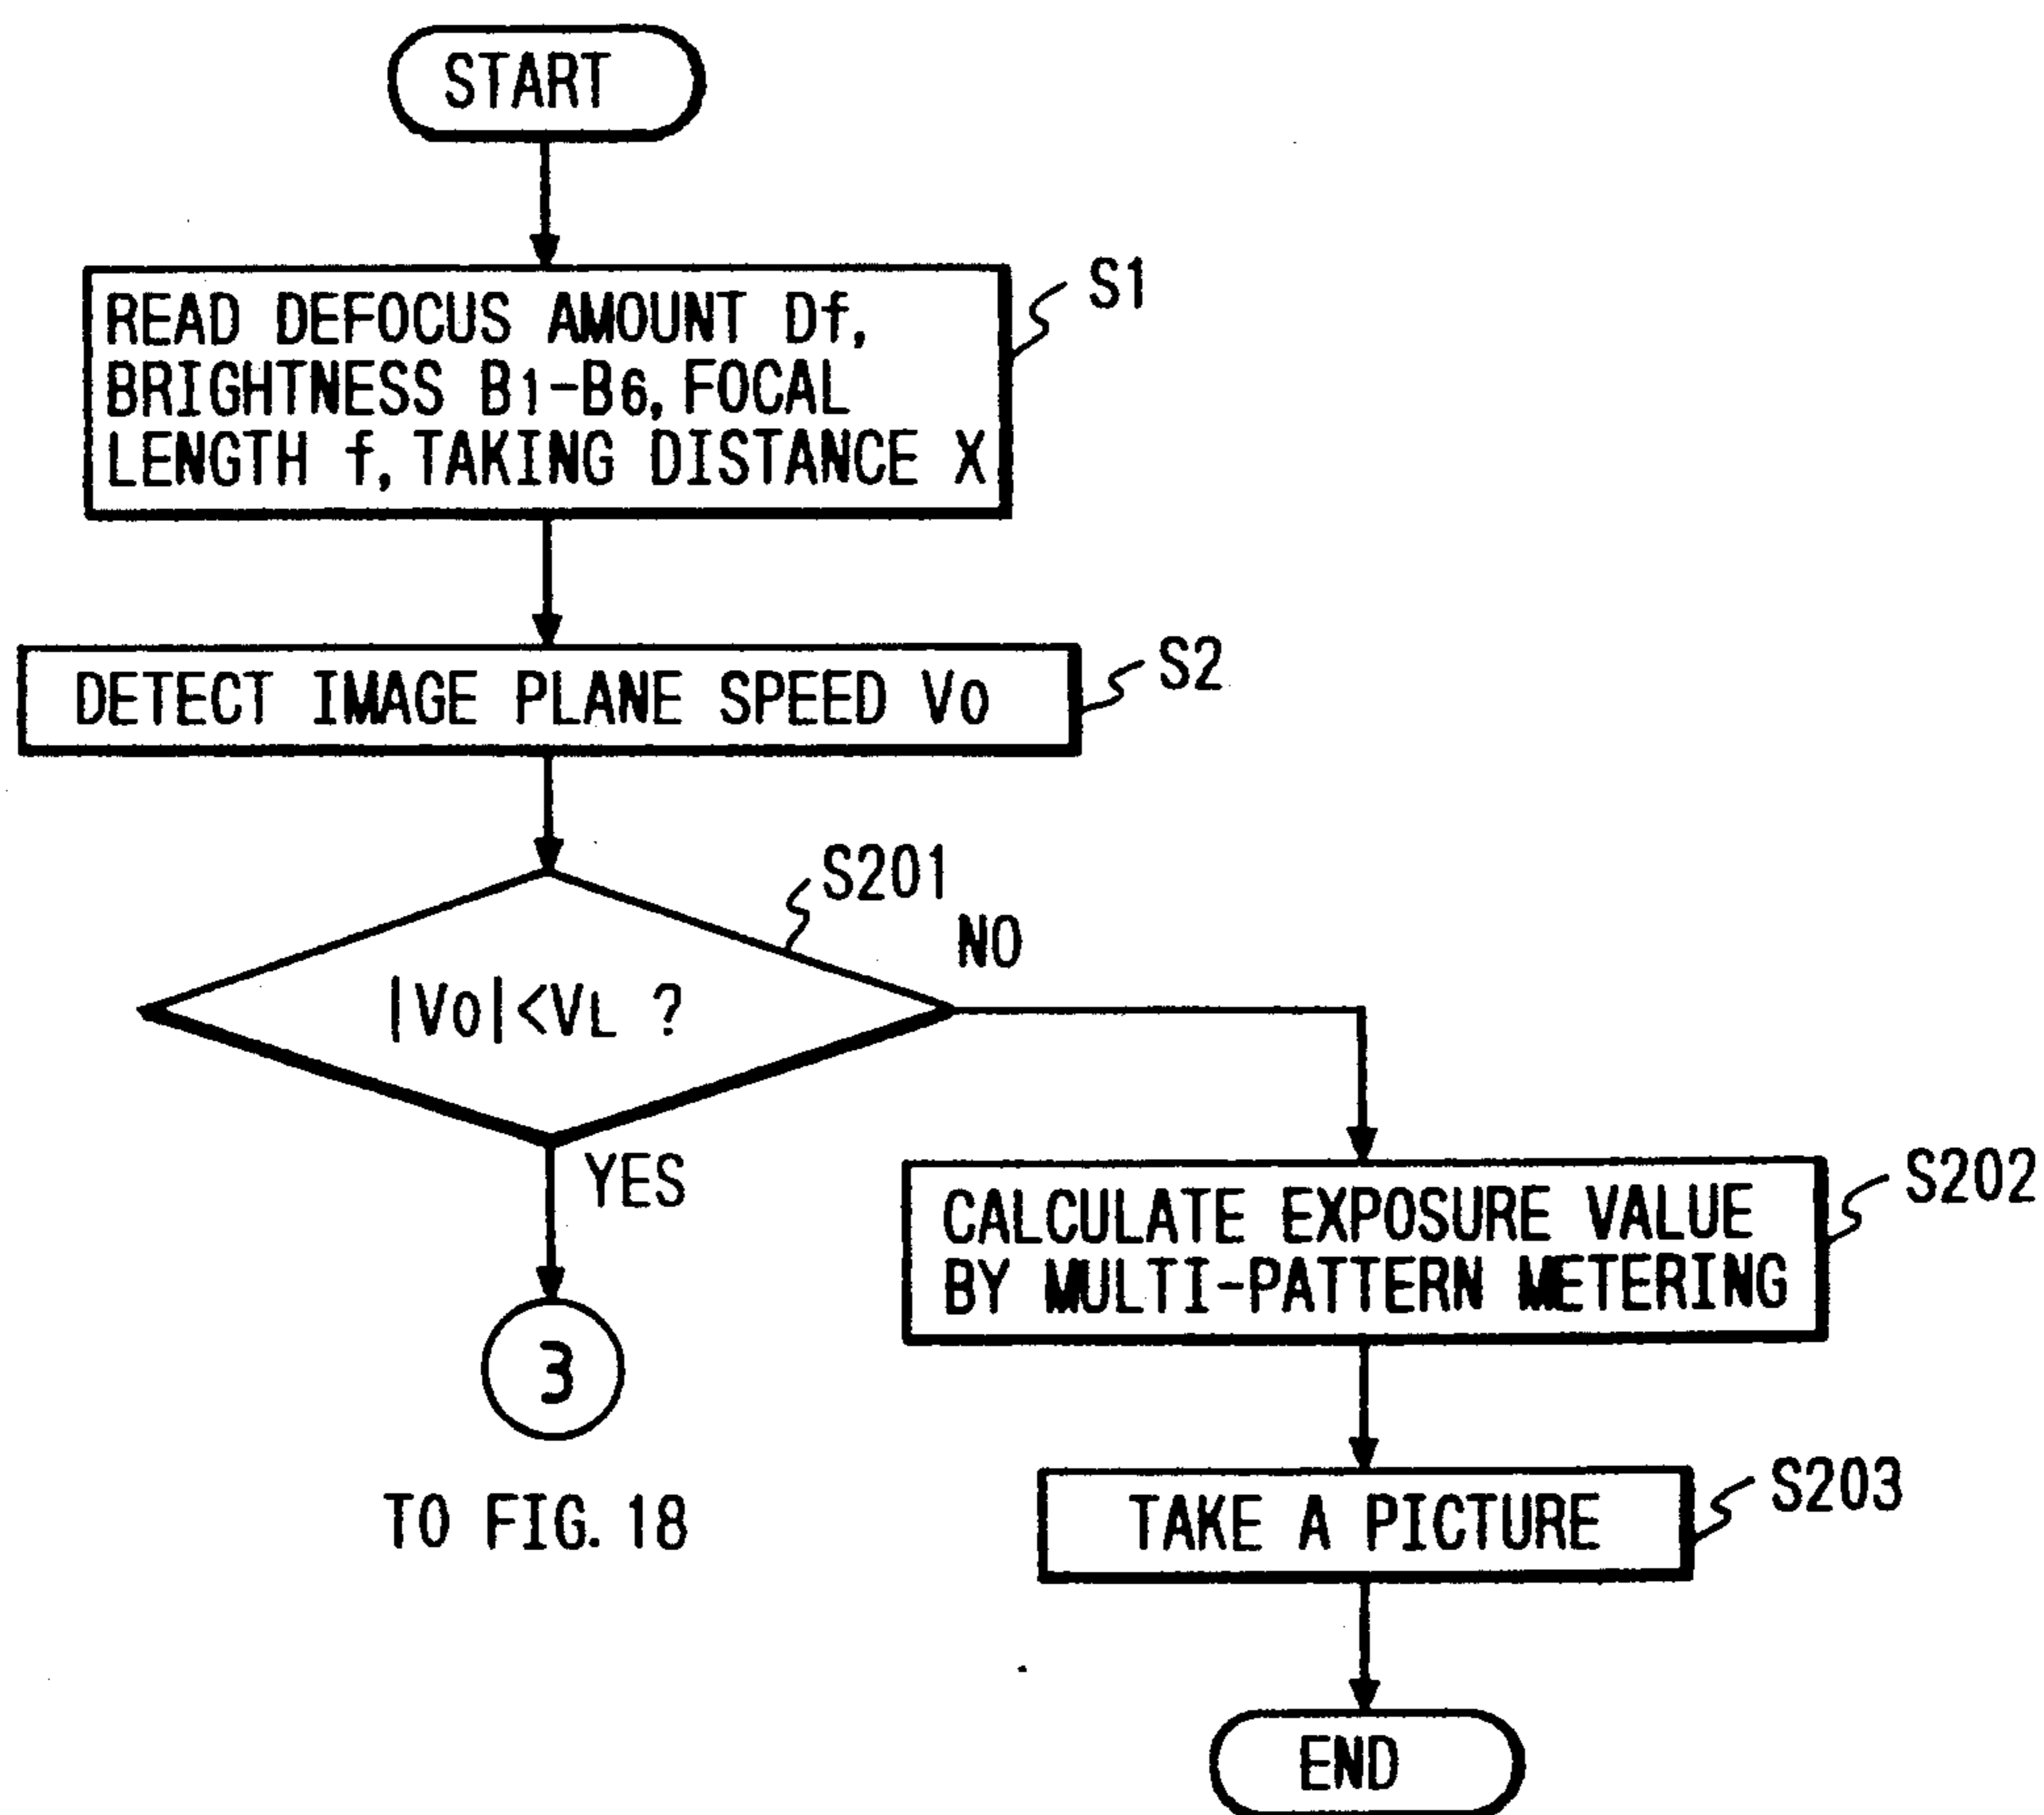 START
READ DEFOCUS AMOUNT Df,
BRIGHTNESS B1-B6, FOCAL
LENGTH f, TAKING DISTANCE X
S1
DETECT IMAGE PLANE SPEED Vo
S2
|Vo|<VL ?
S201
NO
YES
3
TO FIG. 18
CALCULATE EXPOSURE VALUE
BY MULTI-PATTERN METERING
S202
TAKE A PICTURE
S203
END